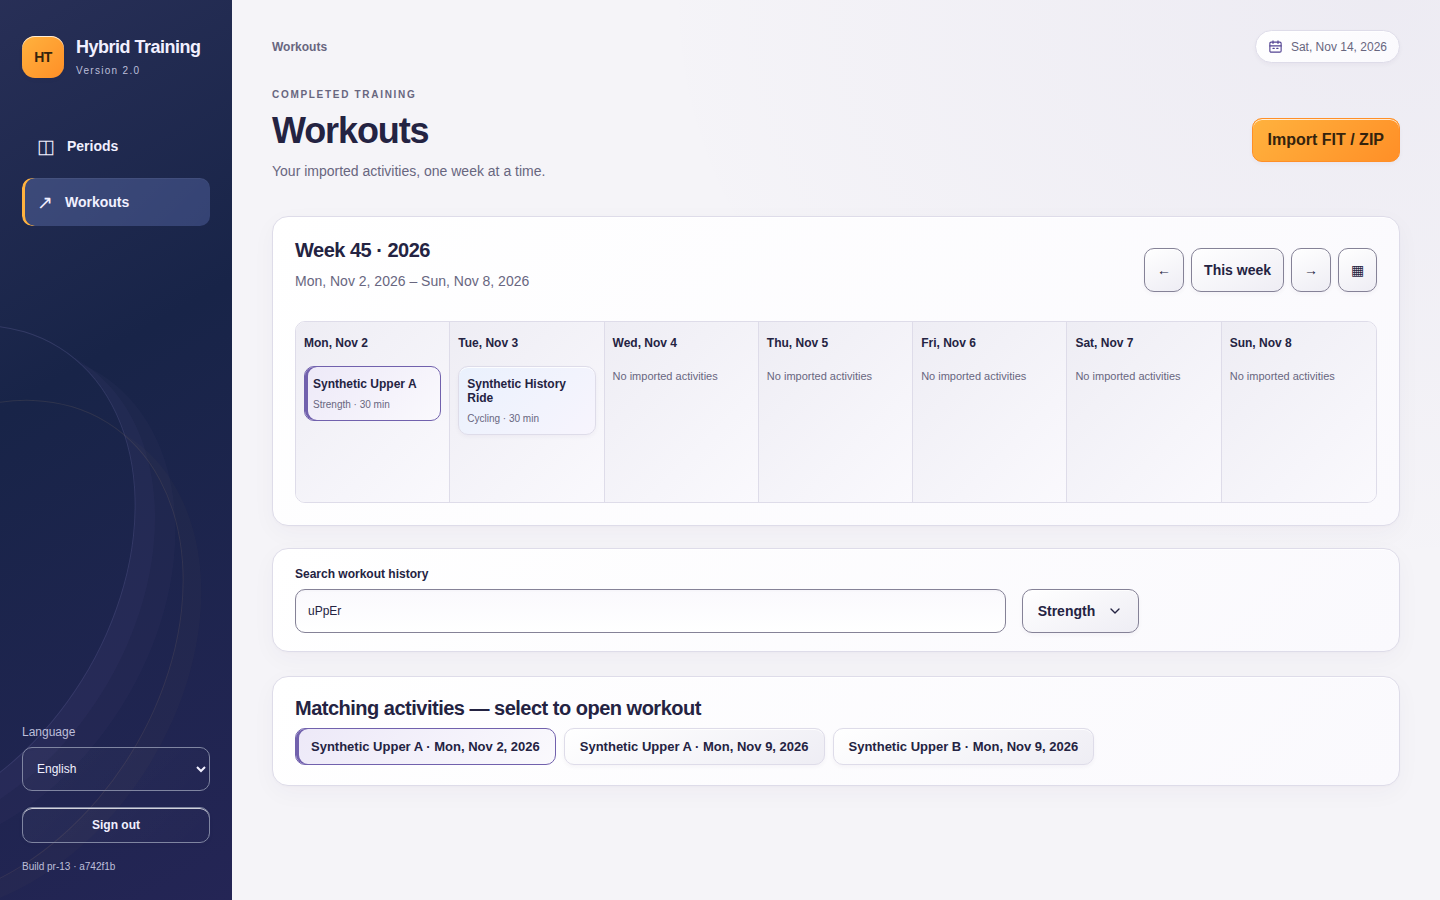 HT
Hybrid Training
Version 2.0
Periods
Workouts
Language
English
Sign out
Build pr-13 · a742f1b
Workouts
Sat, Nov 14, 2026
COMPLETED TRAINING
Workouts
Your imported activities, one week at a time.
Import FIT / ZIP
Week 45 · 2026
Mon, Nov 2, 2026 – Sun, Nov 8, 2026
←
This week
→
Mon, Nov 2
Synthetic Upper A
Strength · 30 min
Tue, Nov 3
Synthetic History
Ride
Cycling · 30 min
Wed, Nov 4
No imported activities
Thu, Nov 5
No imported activities
Fri, Nov 6
No imported activities
Sat, Nov 7
No imported activities
Sun, Nov 8
No imported activities
Search workout history
uPpEr
Strength
Matching activities — select to open workout
Synthetic Upper A · Mon, Nov 2, 2026
Synthetic Upper A · Mon, Nov 9, 2026
Synthetic Upper B · Mon, Nov 9, 2026